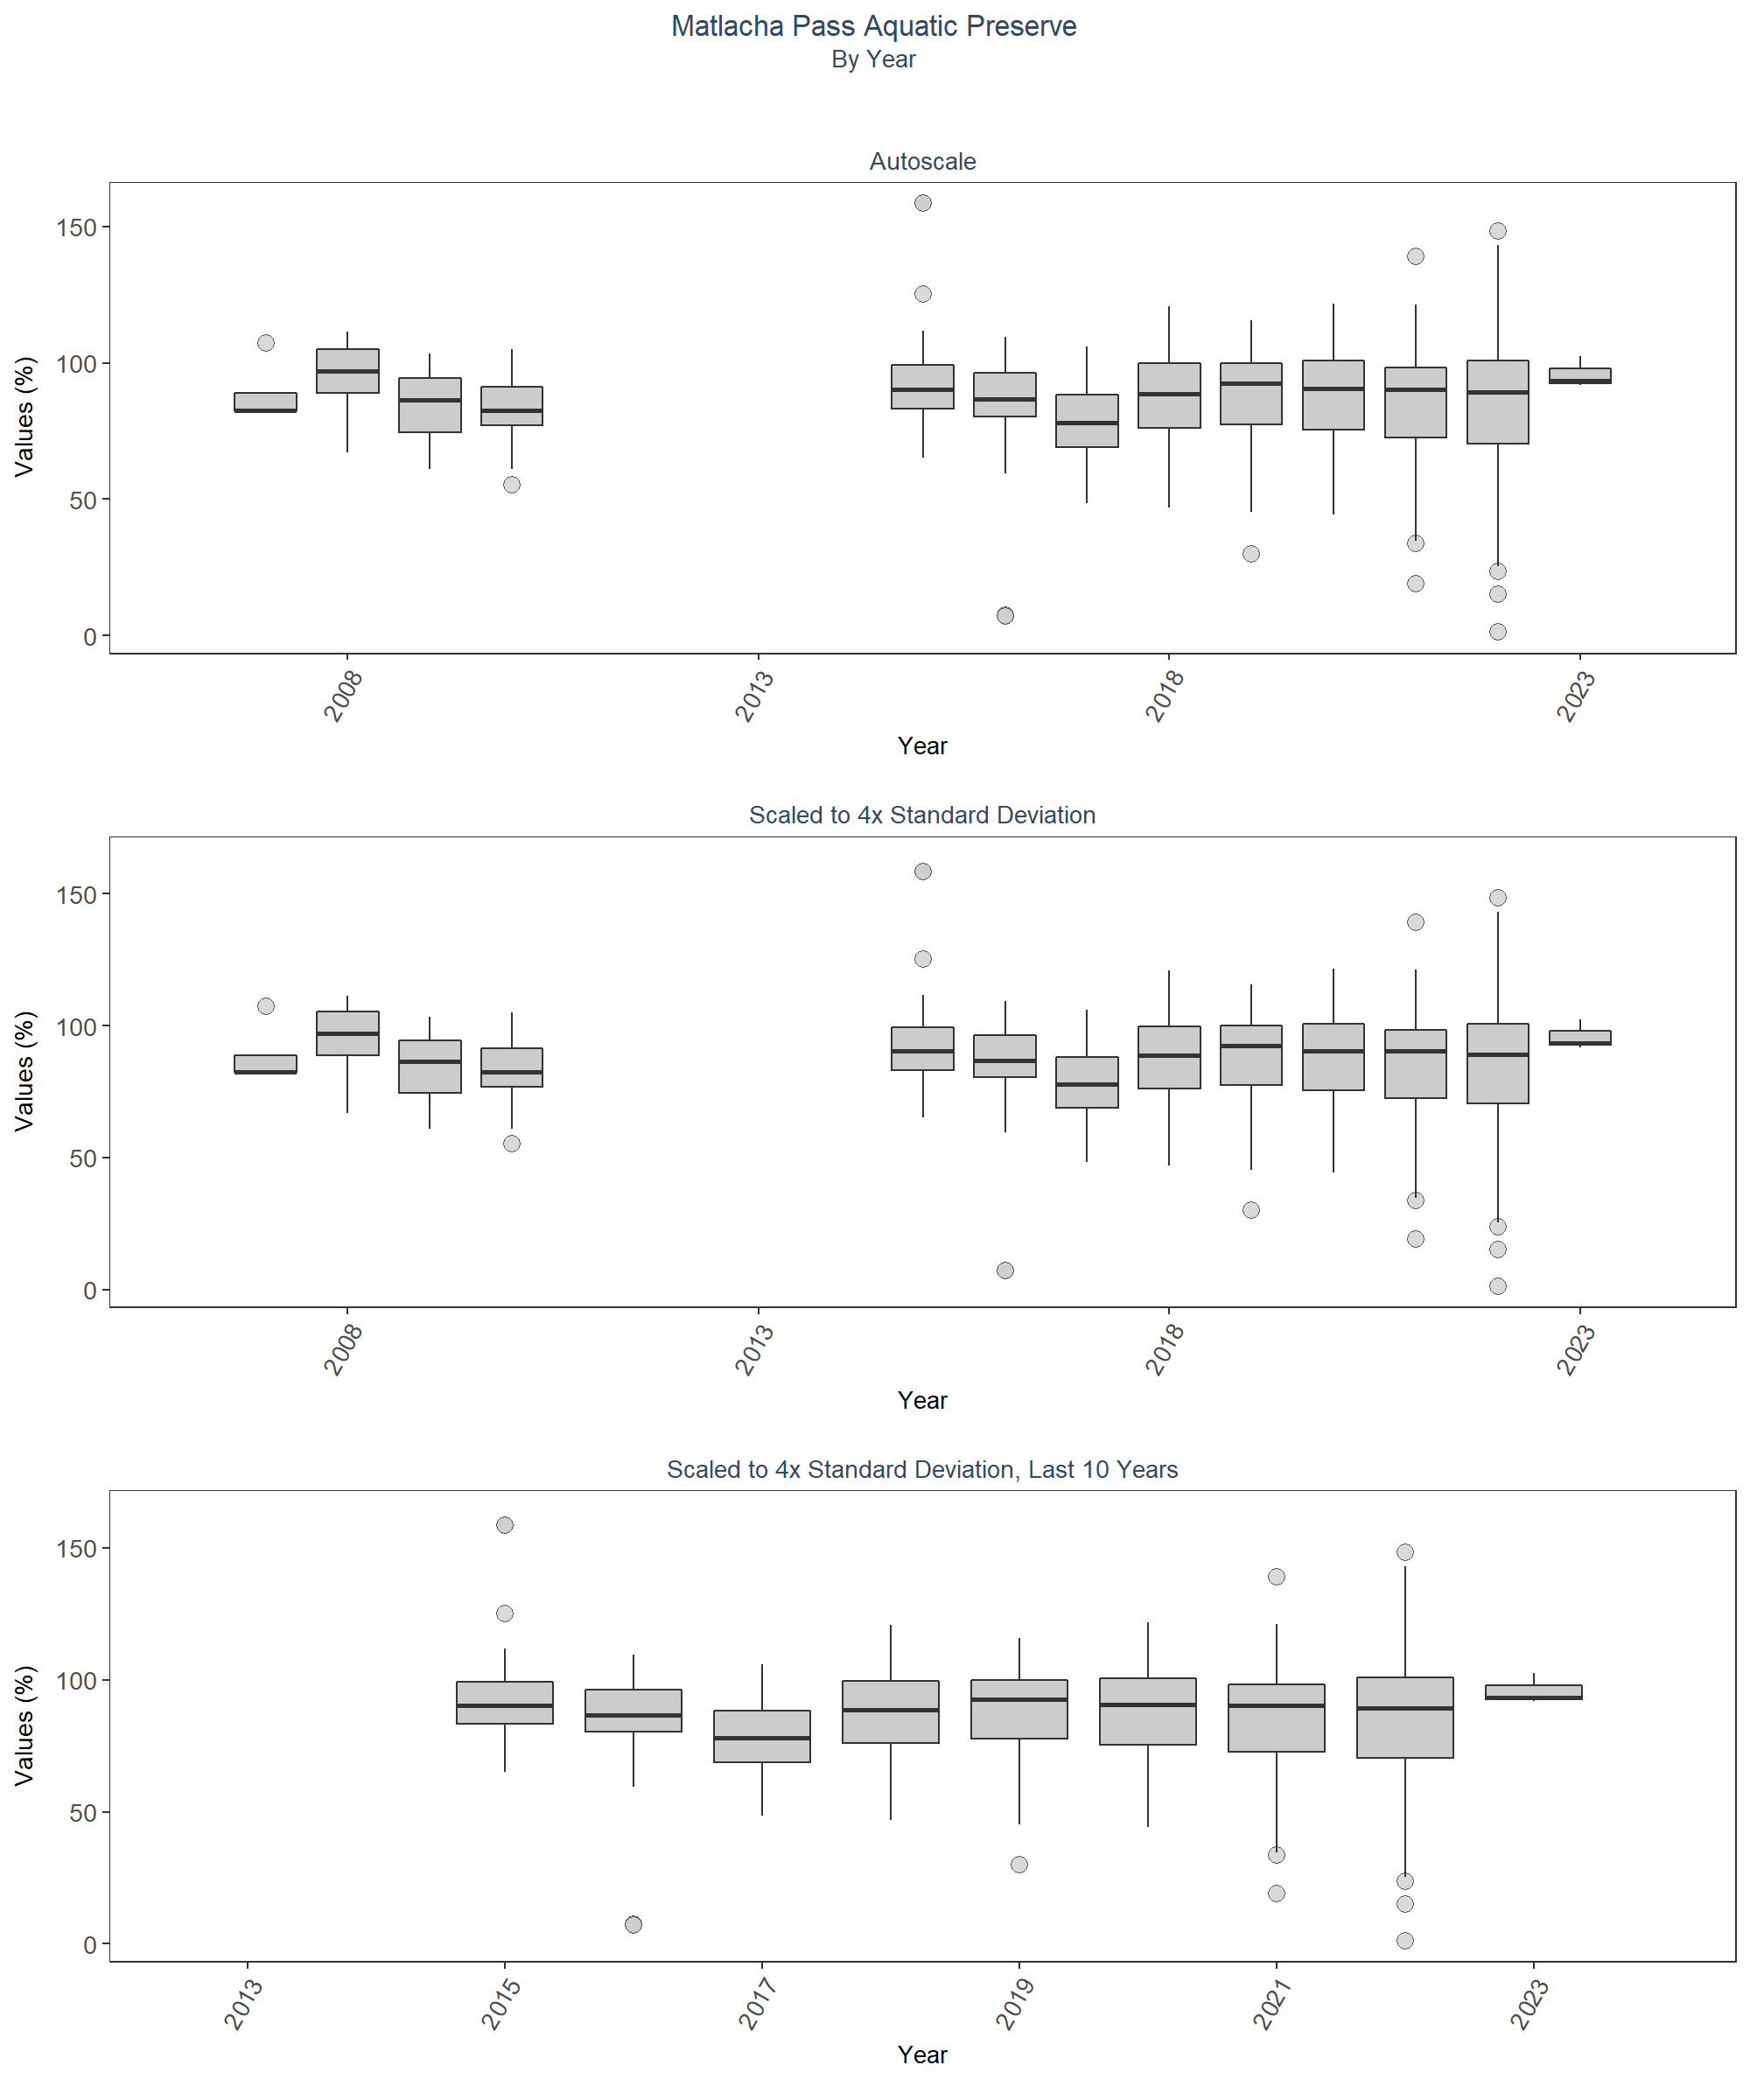 Matlacha Pass Aquatic Preserve
By Year
Autoscale
Values (%)
150
100
50
0
2008
2013
2018
2023
Year
Scaled to 4x Standard Deviation
Values (%)
150
100
50
0
2008
2013
2018
2023
Year
Scaled to 4x Standard Deviation, Last 10 Years
Values (%)
150
100
50
0
2013
2015
2017
2019
2021
2023
Year